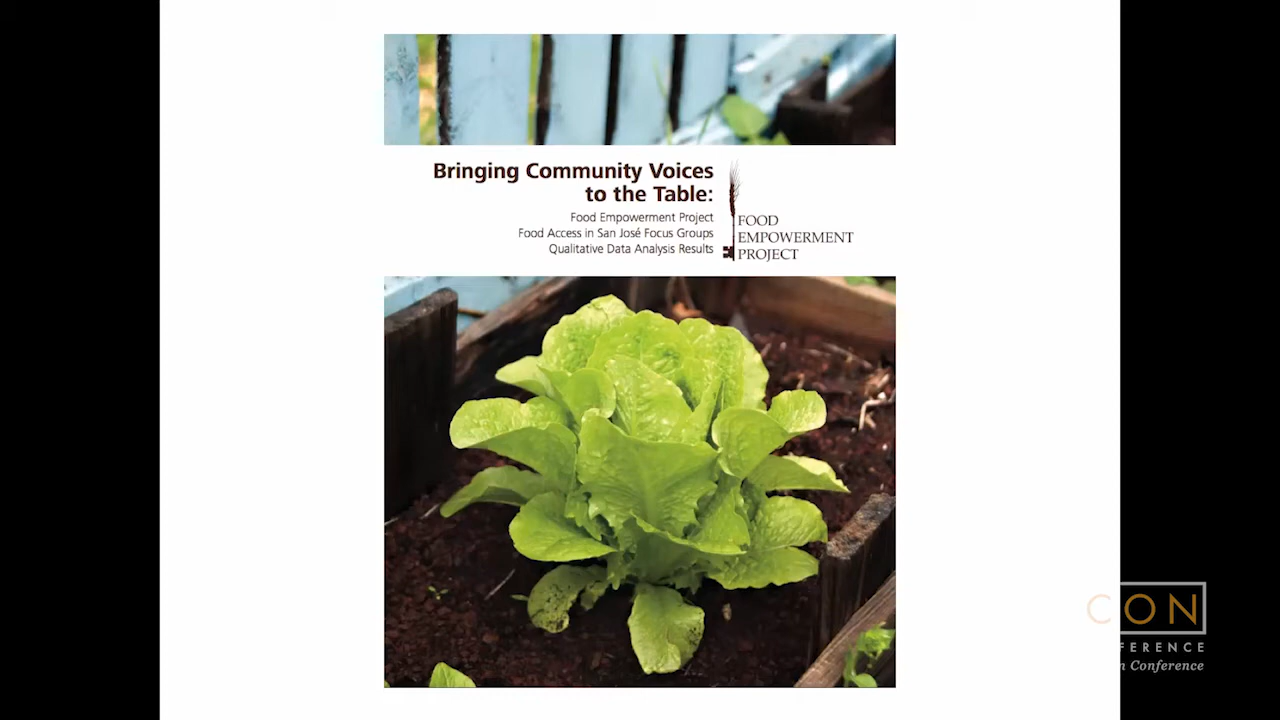 Bringing Community Voices
to the Table:
Food Empowerment Project
Food Access in San José Focus Groups
Qualitative Data Analysis Results
FOOD
EMPOWERMENT
PROJECT
CON
FERENCE
n Conference